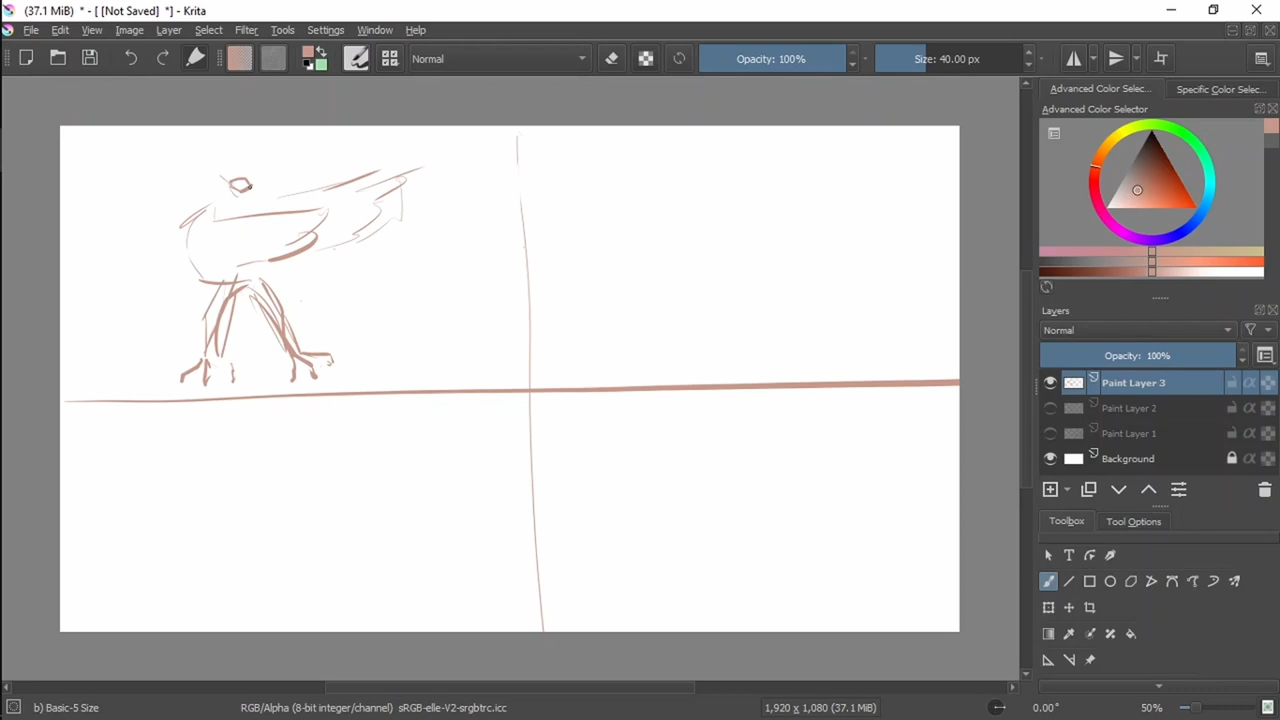 (37.1 MiB) * - [ [Not Saved] *] - Krita
File Edit View Image Layer Select Filter Tools Settings Window Help
Normal Opacity: 100% Size: 40.00 px
Advanced Color Selec... Specific Color Selec...
Advanced Color Selector
Layers
Normal
Opacity: 100%
Paint Layer 3
Paint Layer 2
Paint Layer 1
Background
Toolbox Tool Options
b) Basic-5 Size RGB/Alpha (8-bit integer/channel) sRGB-elle-V2-srgbtrc.icc 1,920 x 1,080 (37.1 MiB) 0.00° 50%